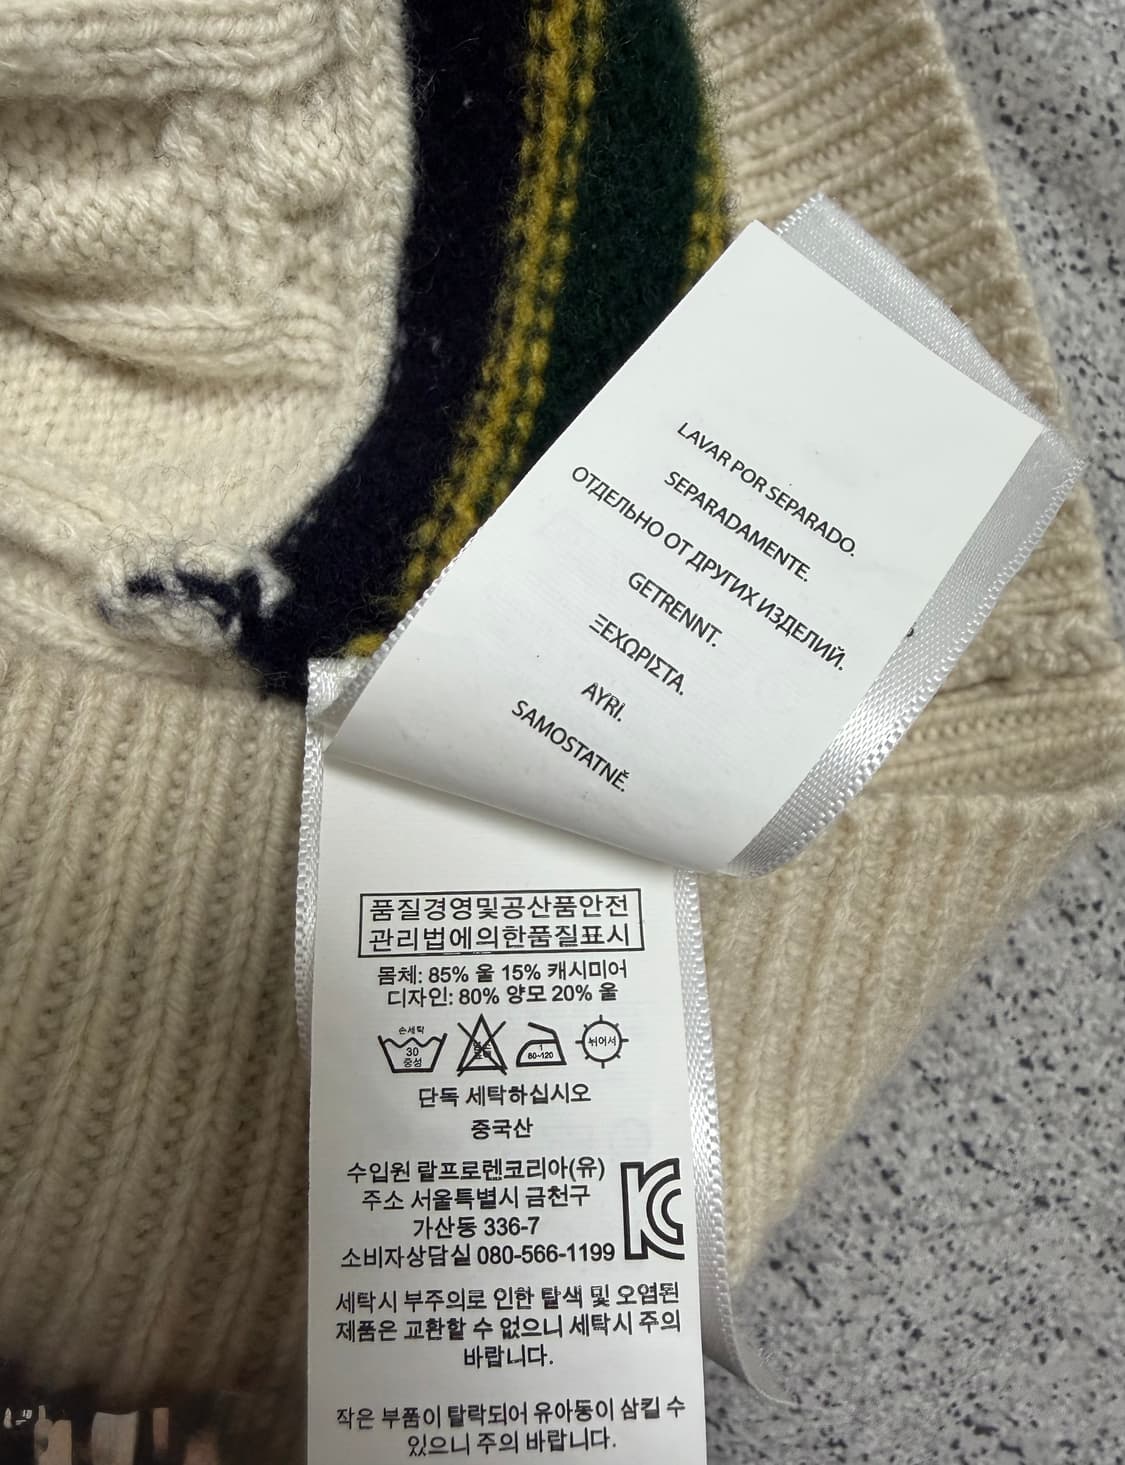 LAVAR POR SEPARADO.
SEPARADAMENTE.
ОТДЕЛЬНО ОТ ДРУГИХ ИЗДЕЛИЙ.
GETRENNT.
ΞΕΧΩΡΙΣΤΑ.
AYRI.
SAMOSTATNĚ.
품질경영및공산품안전
관리법에의한품질표시
몸체: 85% 울 15% 캐시미어
디자인: 80% 양모 20% 울
손세탁
30
중성
1
80~120
뉘어서
단독 세탁하십시오
중국산
수입원 랄프로렌코리아(유)
주소 서울특별시 금천구
가산동 336-7
소비자상담실 080-566-1199
세탁시 부주의로 인한 탈색 및 오염된
제품은 교환할 수 없으니 세탁시 주의
바랍니다.
작은 부품이 탈락되어 유아동이 삼킬 수
있으니 주의 바랍니다.